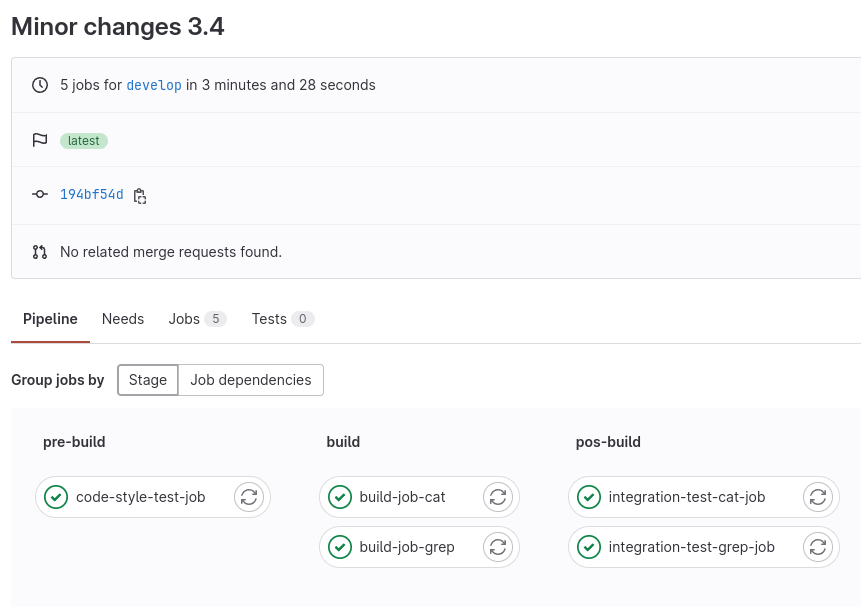 Minor changes 3.4
5 jobs for develop in 3 minutes and 28 seconds
latest
194bf54d
No related merge requests found.
Pipeline Needs Jobs 5 Tests 0
Group jobs by Stage Job dependencies
pre-build build pos-build
code-style-test-job build-job-cat integration-test-cat-job
build-job-grep integration-test-grep-job